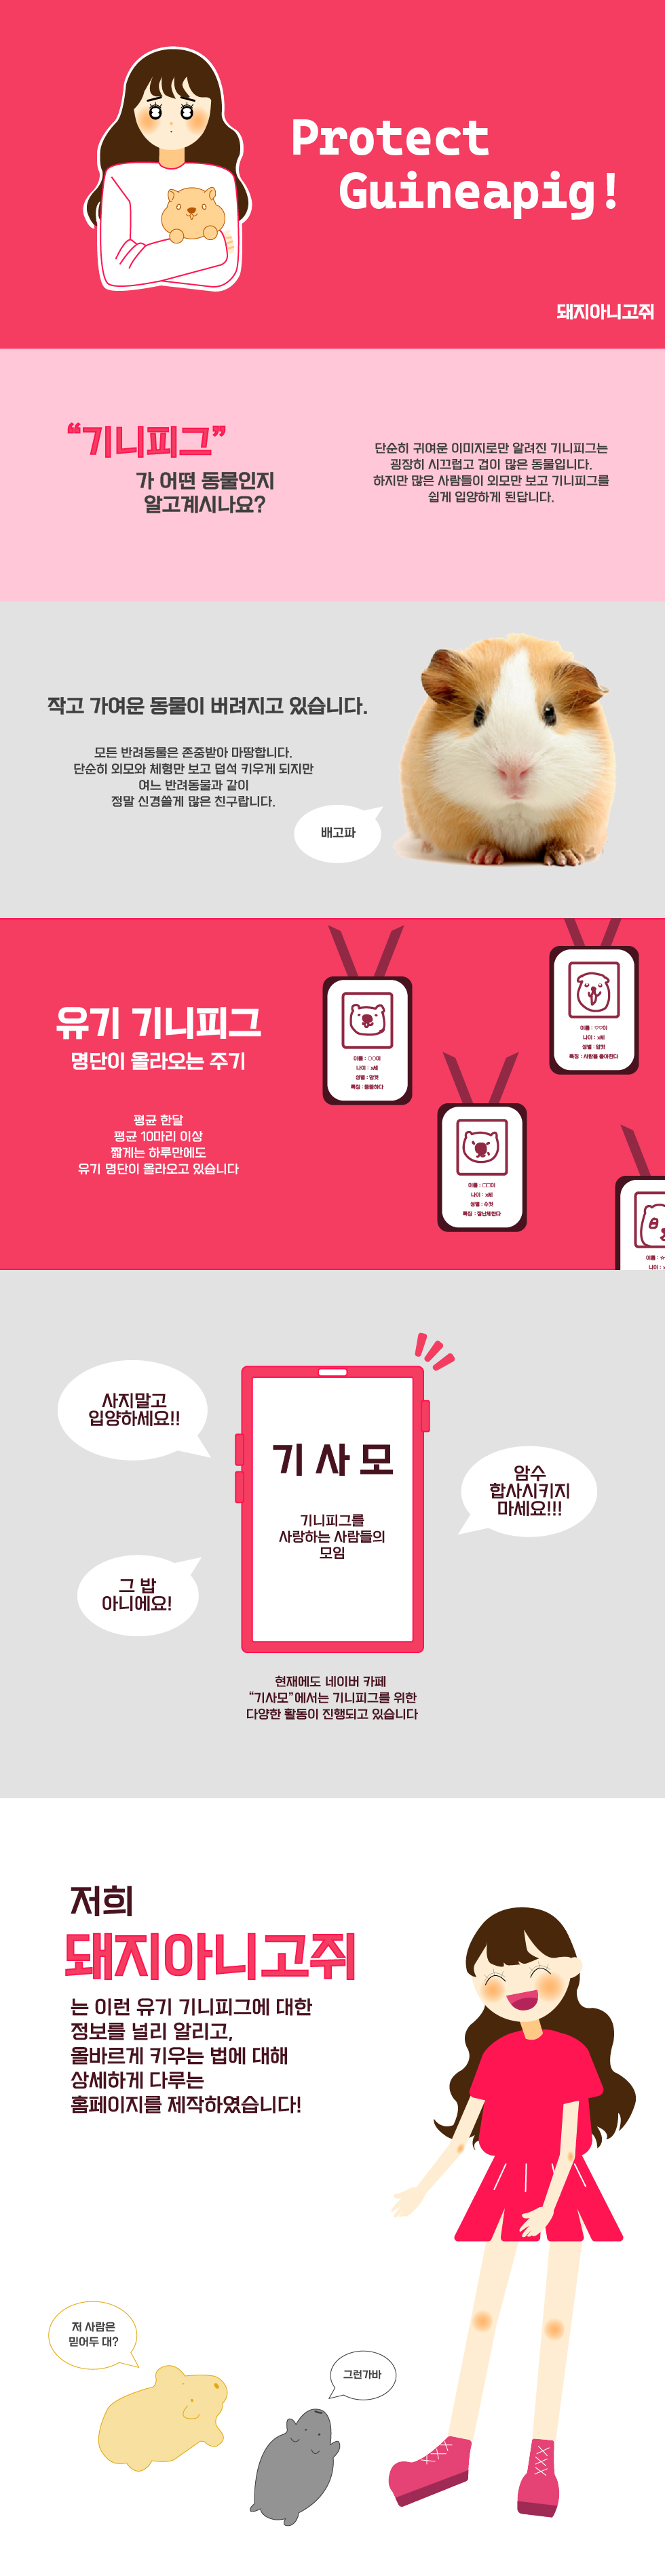 Protect
Guineapig!
돼지아니고쥐
“기니피그”
가 어떤 동물인지
알고계시나요?
단순히 귀여운 이미지로만 알려진 기니피그는
굉장히 시끄럽고 겁이 많은 동물입니다.
하지만 많은 사람들이 외모만 보고 기니피그를
쉽게 입양하게 된답니다.
작고 가여운 동물이 버려지고 있습니다.
모든 반려동물은 존중받아 마땅합니다.
단순히 외모와 체형만 보고 덥석 키우게 되지만
여느 반려동물과 같이
정말 신경쓸게 많은 친구랍니다.
배고파
유기 기니피그
명단이 올라오는 주기
평균 한달
평균 10마리 이상
짧게는 하루만에도
유기 명단이 올라오고 있습니다
이름 : ○○이
나이 : x세
성별 : 암컷
특징 : 뚱뚱하다
이름 : ♡♡이
나이 : x세
성별 : 암컷
특징 : 사람을 좋아한다
이름 : □□이
나이 : x세
성별 : 수컷
특징 : 잘난체한다
이름 : ☆
나이 : x
사지말고
입양하세요!!
기사모
기니피그를
사랑하는 사람들의
모임
암수
합사시키지
마세요!!!
그 밥
아니에요!
현재에도 네이버 카페
“기사모”에서는 기니피그를 위한
다양한 활동이 진행되고 있습니다
저희
돼지아니고쥐
는 이런 유기 기니피그에 대한
정보를 널리 알리고,
올바르게 키우는 법에 대해
상세하게 다루는
홈페이지를 제작하였습니다!
저 사람은
믿어두 대?
그런가바